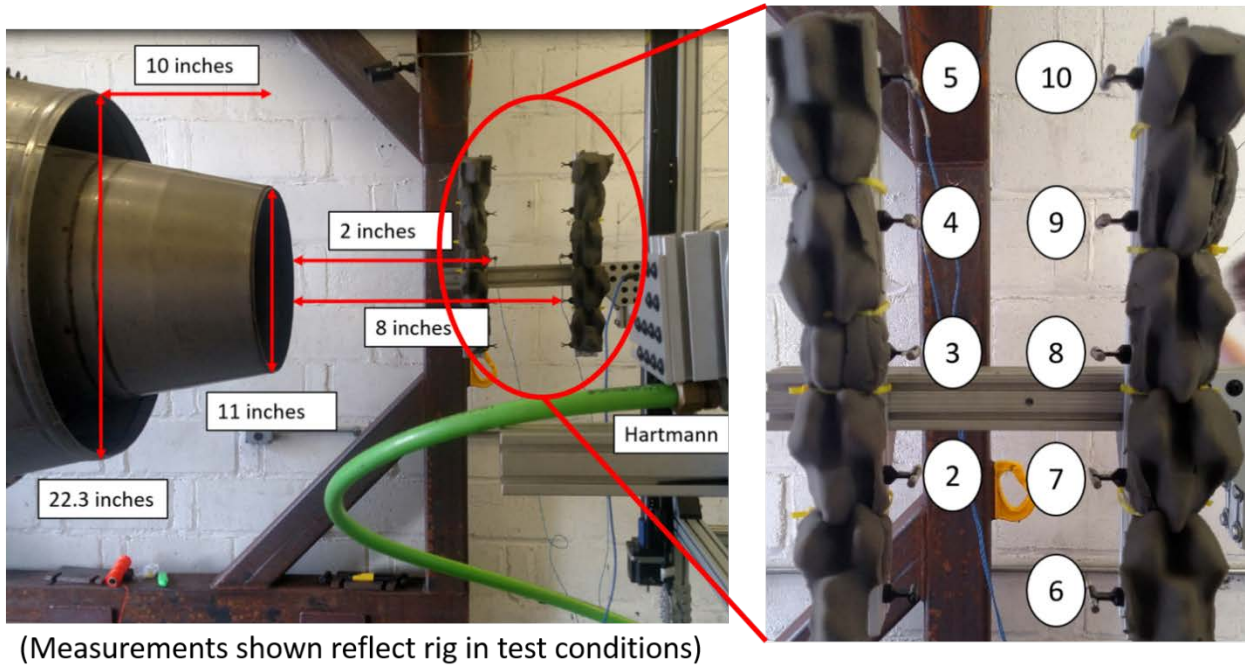 10 inches
2 inches
8 inches
11 inches
Hartmann
22.3 inches
5
10
4
9
3
8
2
7
6
(Measurements shown reflect rig in test conditions)